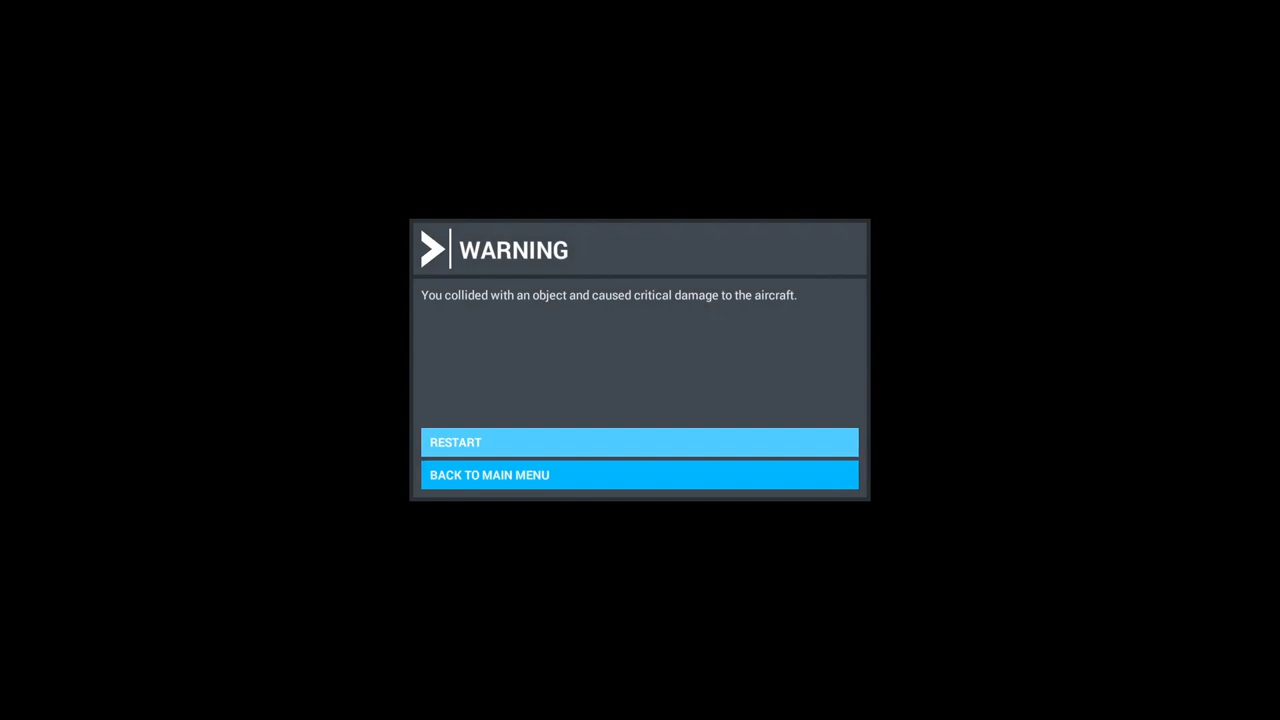 WARNING
You collided with an object and caused critical damage to the aircraft.
RESTART
BACK TO MAIN MENU